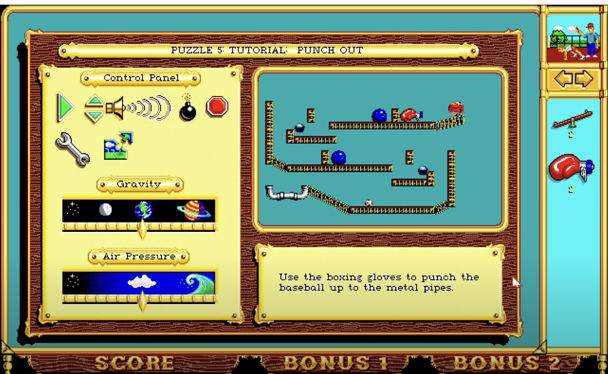 PUZZLE 5: TUTORIAL: PUNCH OUT
Control Panel
Gravity
Air Pressure
Use the boxing gloves to punch the
baseball up to the metal pipes.
SCORE
BONUS 1
BONUS 2